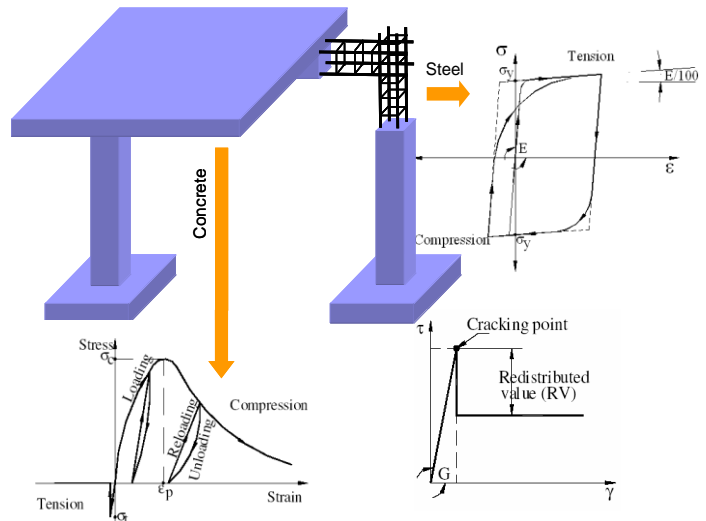 Steel
σ
Tension
σy
E/100
E
ε
Compression
σy
Concrete
Stress
σc
Loading
Reloading
Unloading
Compression
εp
Strain
Tension
σt
τ
Cracking point
Redistributed
value (RV)
G
γ